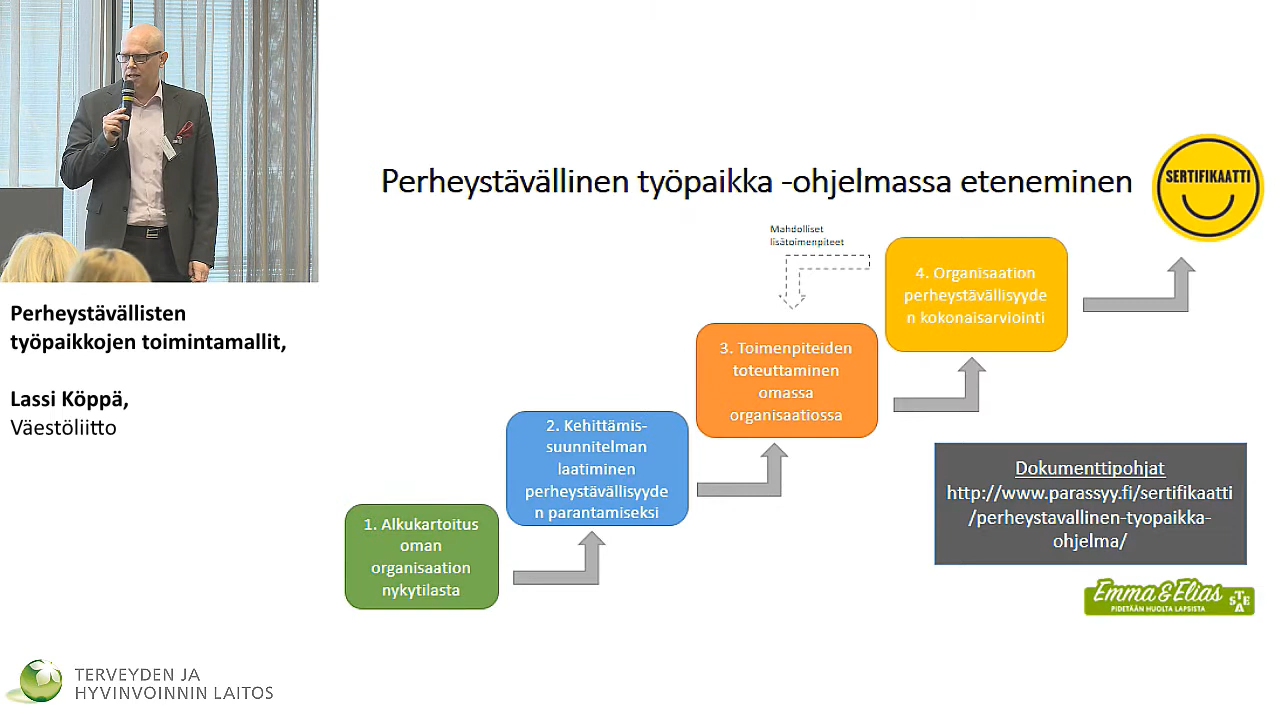 Perheystävällisten
työpaikkojen toimintamallit,
Lassi Köppä,
Väestöliitto
TERVEYDEN JA
HYVINVOINNIN LAITOS
Perheystävällinen työpaikka -ohjelmassa eteneminen
SERTIFIKAATTI
Mahdolliset
lisätoimenpiteet
4. Organisaation
perheystävällisyyde
n kokonaisarviointi
3. Toimenpiteiden
toteuttaminen
omassa
organisaatiossa
2. Kehittämis-
suunnitelman
laatiminen
perheystävällisyyde
n parantamiseksi
1. Alkukartoitus
oman
organisaation
nykytilasta
Dokumenttipohjat
http://www.parassyy.fi/sertifikaatti
/perheystavallinen-tyopaikka-
ohjelma/
Emma & Elias
PIDETÄÄN HUOLTA LAPSISTA
STEA